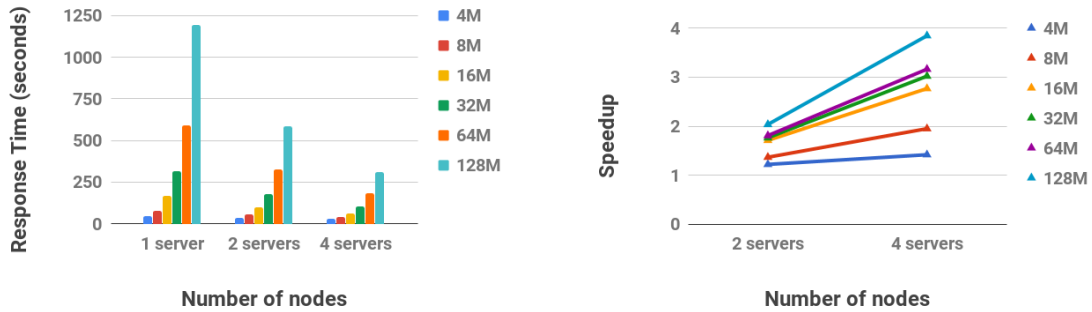 Response Time (seconds)
1250
1000
750
500
250
0
1 server
2 servers
4 servers
Number of nodes
4M
8M
16M
32M
64M
128M
Speedup
4
3
2
1
0
2 servers
4 servers
Number of nodes
4M
8M
16M
32M
64M
128M